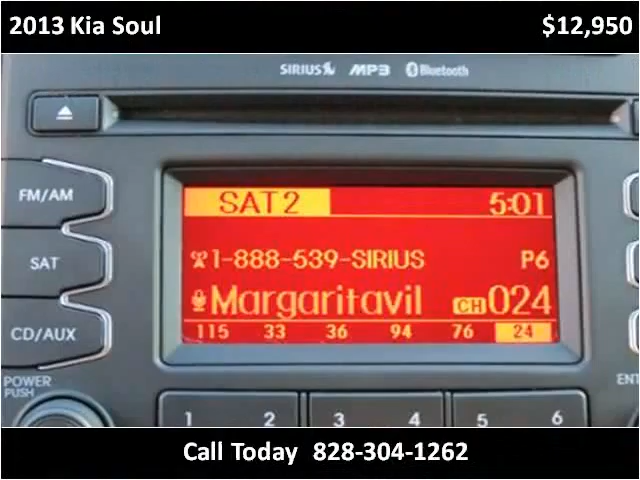 2013 Kia Soul $12,950
SIRIUS MP3 Bluetooth
FM/AM
SAT2 5:01
SAT
1-888-539-SIRIUS P6
Margaritavil CH 024
CD/AUX
115 33 36 94 76 24
POWER
PUSH
ENT
1 2 3 4 5 6
Call Today 828-304-1262